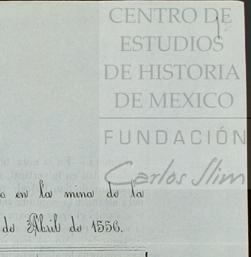 CENTRO DE
ESTUDIOS
DE HISTORIA
DE MEXICO
FUNDACIÓN
Carlos Slim
en la mina de la
de Abril de 1556.